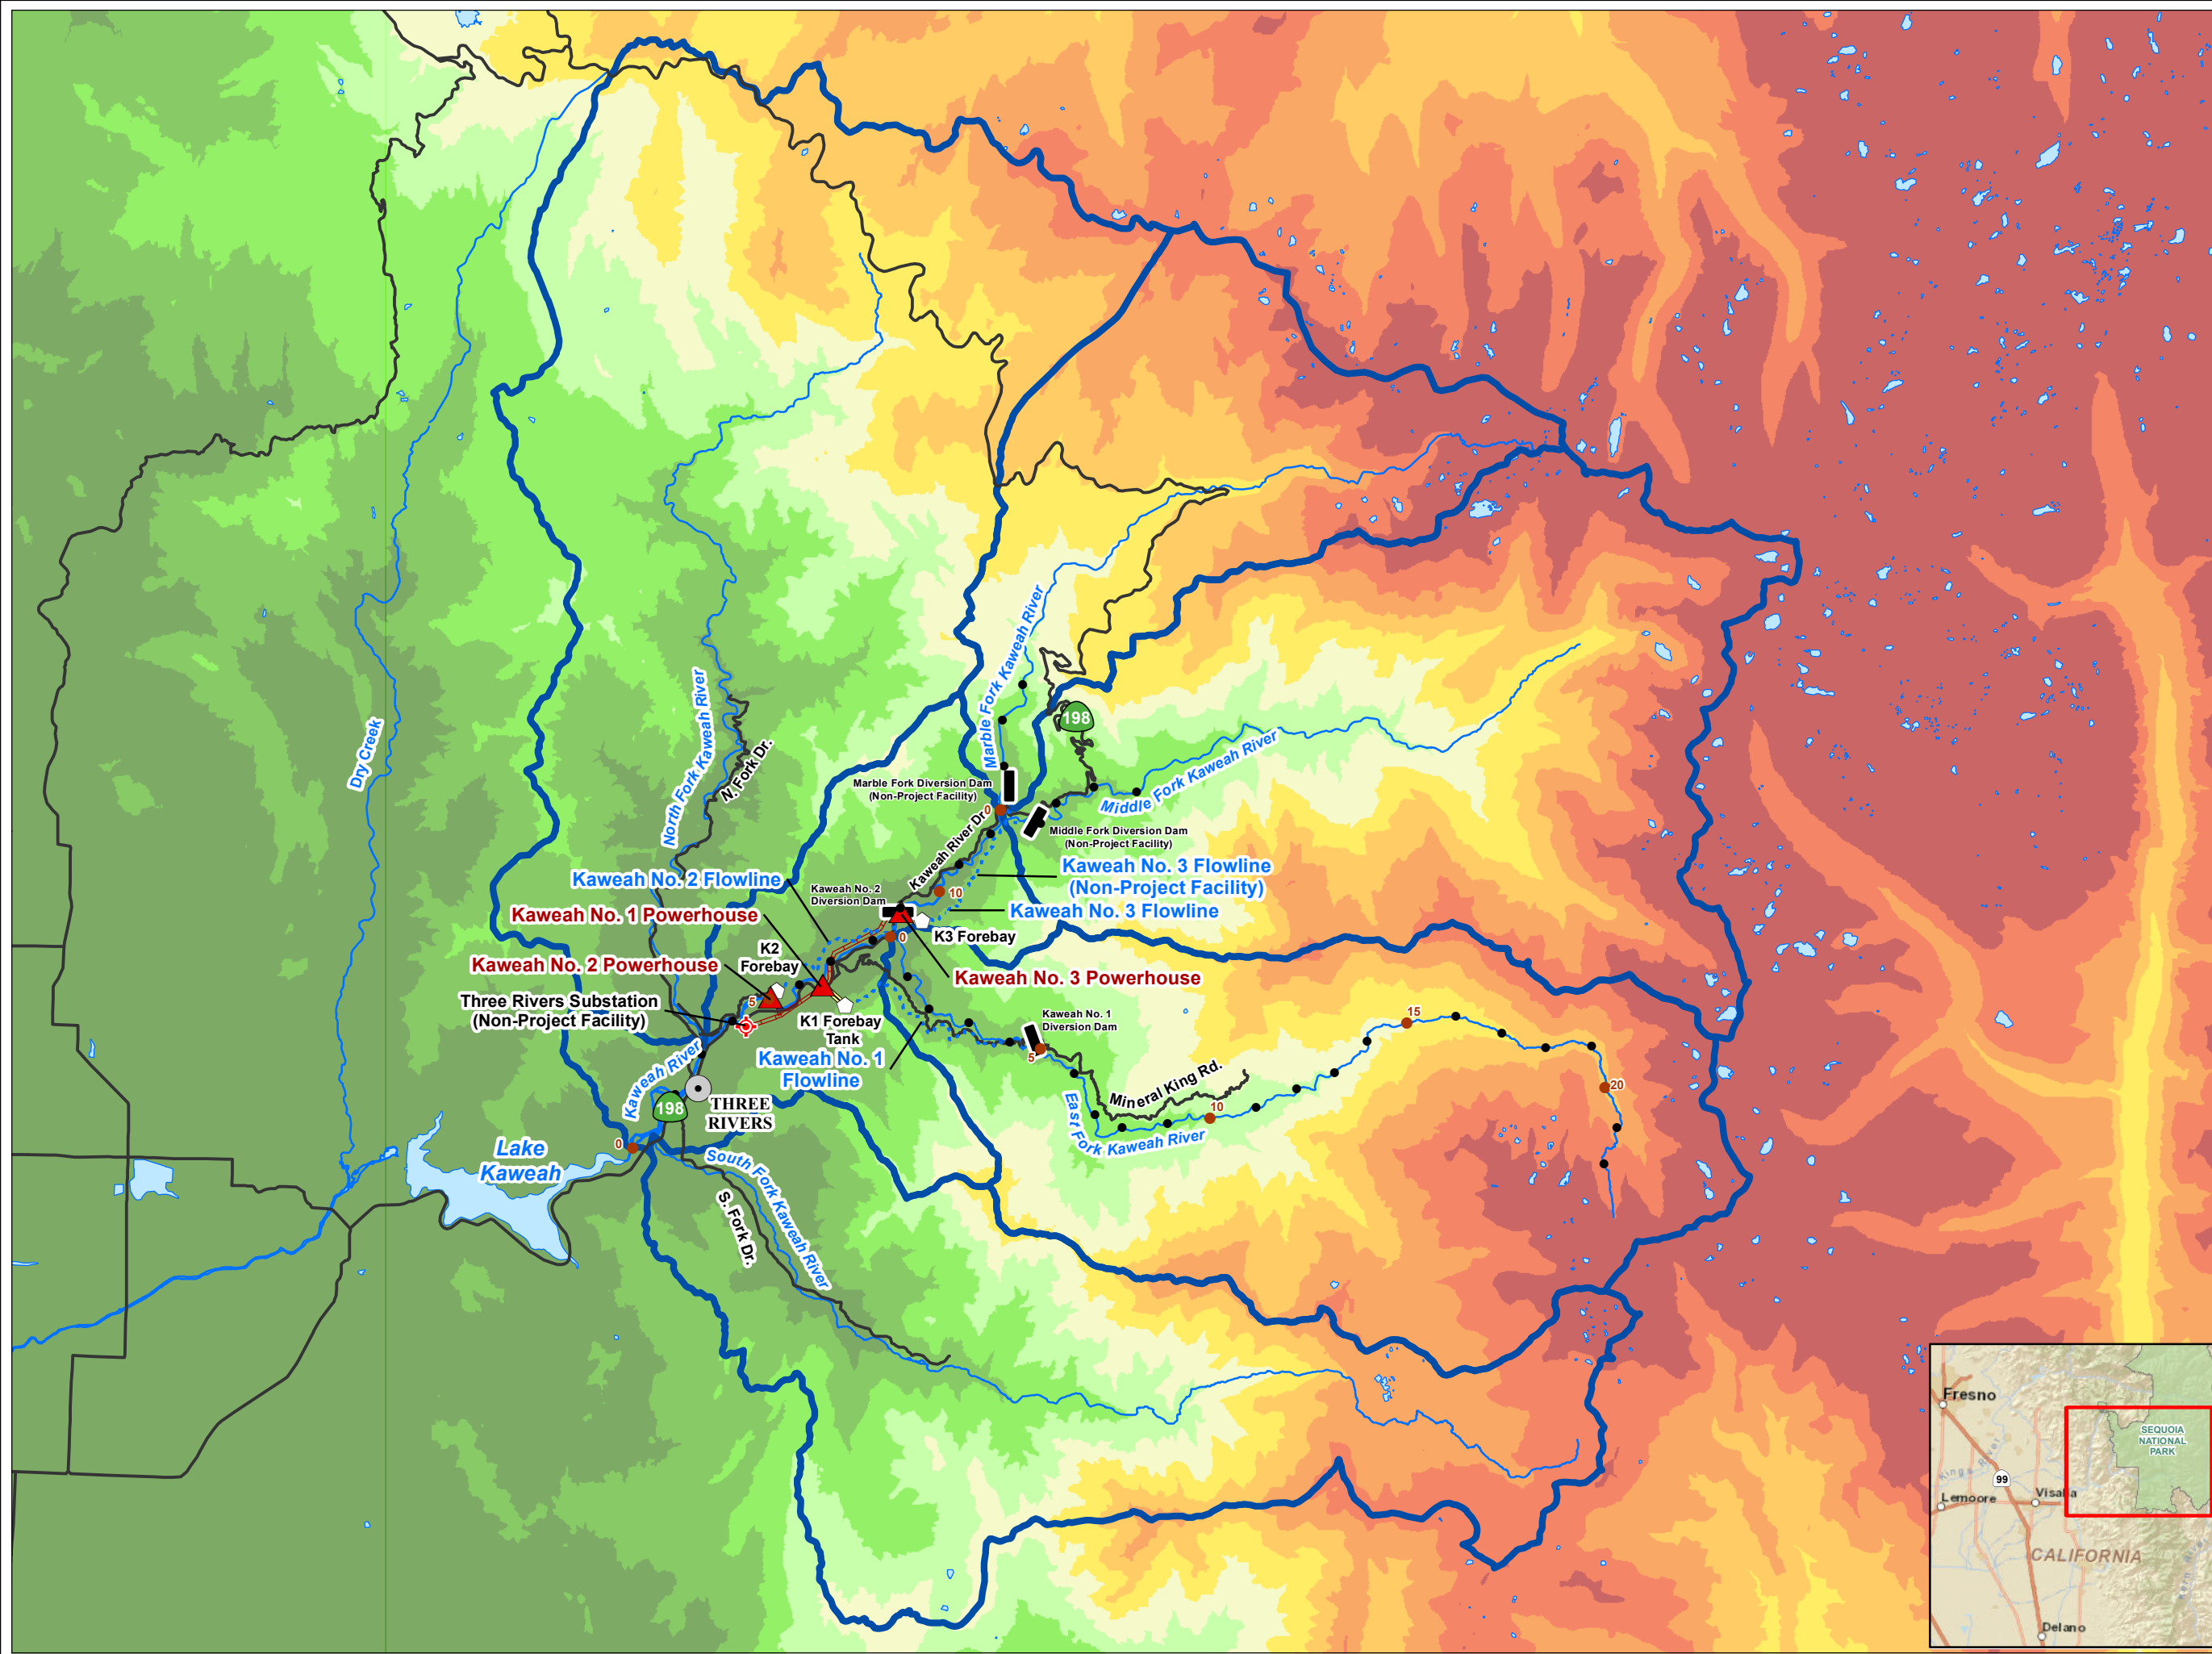 Marble Fork Kaweah River
198
Dry Creek
North Fork Kaweah River
N. Fork Dr.
Marble Fork Diversion Dam
(Non-Project Facility)
0
Middle Fork Kaweah River
Kaweah River Dr
Middle Fork Diversion Dam
(Non-Project Facility)
Kaweah No. 3 Flowline
(Non-Project Facility)
Kaweah No. 2 Flowline
Kaweah No. 2
Diversion Dam
10
Kaweah No. 3 Flowline
Kaweah No. 1 Powerhouse
0
K3 Forebay
K2
Forebay
Kaweah No. 2 Powerhouse
Kaweah No. 3 Powerhouse
Three Rivers Substation
(Non-Project Facility)
5
K1 Forebay
Tank
Kaweah No. 1
Diversion Dam
5
15
Kaweah No. 1
Flowline
Kaweah River
198
THREE
RIVERS
0
Mineral King Rd.
10
20
East Fork Kaweah River
Lake
Kaweah
South Fork Kaweah River
S. Fork Dr.
Fresno
SEQUOIA
NATIONAL
PARK
Kings River
99
Lemoore
Visalia
CALIFORNIA
Delano